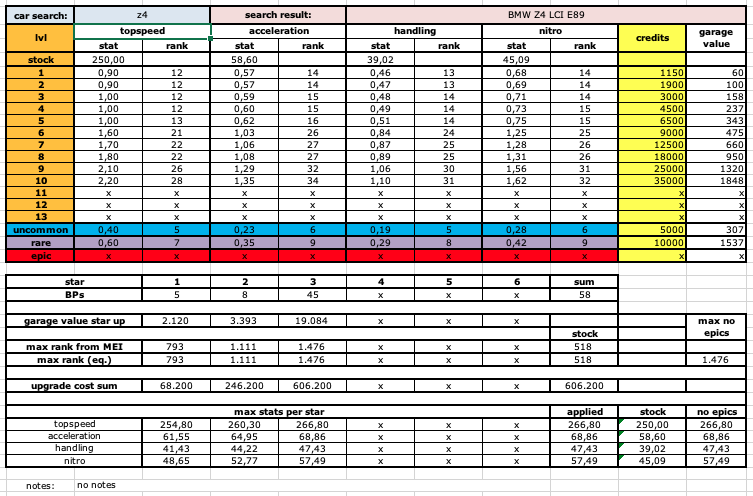 car search: z4 search result: BMW Z4 LCI E89
lvl topspeed acceleration handling nitro credits garage value
stat rank stat rank stat rank stat rank
stock 250,00 58,60 39,02 45,09
1 0,90 12 0,57 14 0,46 13 0,68 14 1150 60
2 0,90 12 0,57 14 0,47 13 0,69 14 1900 100
3 1,00 12 0,59 15 0,48 14 0,71 14 3000 158
4 1,00 12 0,60 15 0,49 14 0,73 15 4500 237
5 1,00 13 0,62 16 0,51 14 0,75 15 6500 343
6 1,60 21 1,03 26 0,84 24 1,25 25 9000 475
7 1,70 22 1,06 27 0,87 25 1,28 26 12500 660
8 1,80 22 1,08 27 0,89 25 1,31 26 18000 950
9 2,10 26 1,29 32 1,06 30 1,56 31 25000 1320
10 2,20 28 1,35 34 1,10 31 1,62 32 35000 1848
11 x x x x x x x x x x
12 x x x x x x x x x x
13 x x x x x x x x x x
uncommon 0,40 5 0,23 6 0,19 5 0,28 6 5000 307
rare 0,60 7 0,35 9 0,29 8 0,42 9 10000 1537
epic x x x x x x x x x x
star 1 2 3 4 5 6 sum
BPs 5 8 45 x x x 58
garage value star up 2.120 3.393 19.084 x x x max no epics
stock
max rank from MEI 793 1.111 1.476 x x x 518
max rank (eq.) 793 1.111 1.476 x x x 518 1.476
upgrade cost sum 68.200 246.200 606.200 x x x 606.200
max stats per star applied stock no epics
topspeed 254,80 260,30 266,80 x x x 266,80 250,00 266,80
acceleration 61,55 64,95 68,86 x x x 68,86 58,60 68,86
handling 41,43 44,22 47,43 x x x 47,43 39,02 47,43
nitro 48,65 52,77 57,49 x x x 57,49 45,09 57,49
notes: no notes